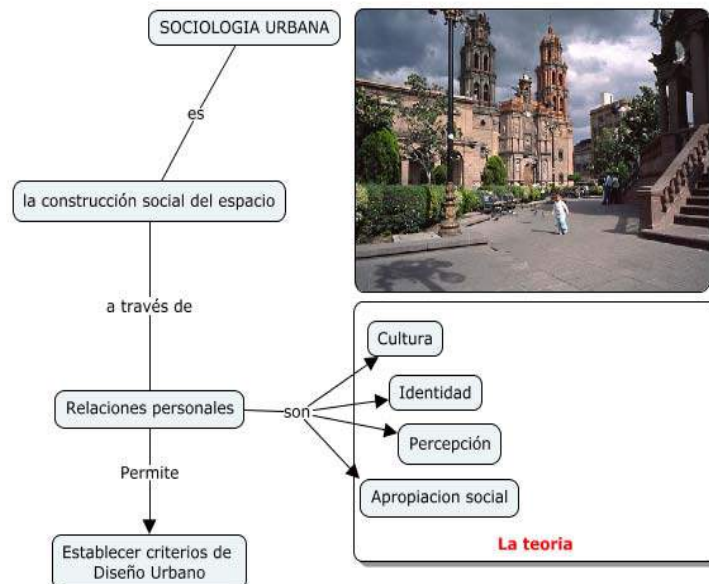 SOCIOLOGIA URBANA
es
la construcción social del espacio
a través de
Relaciones personales
son
Cultura
Identidad
Percepción
Apropiacion social
La teoria
Permite
Establecer criterios de
Diseño Urbano